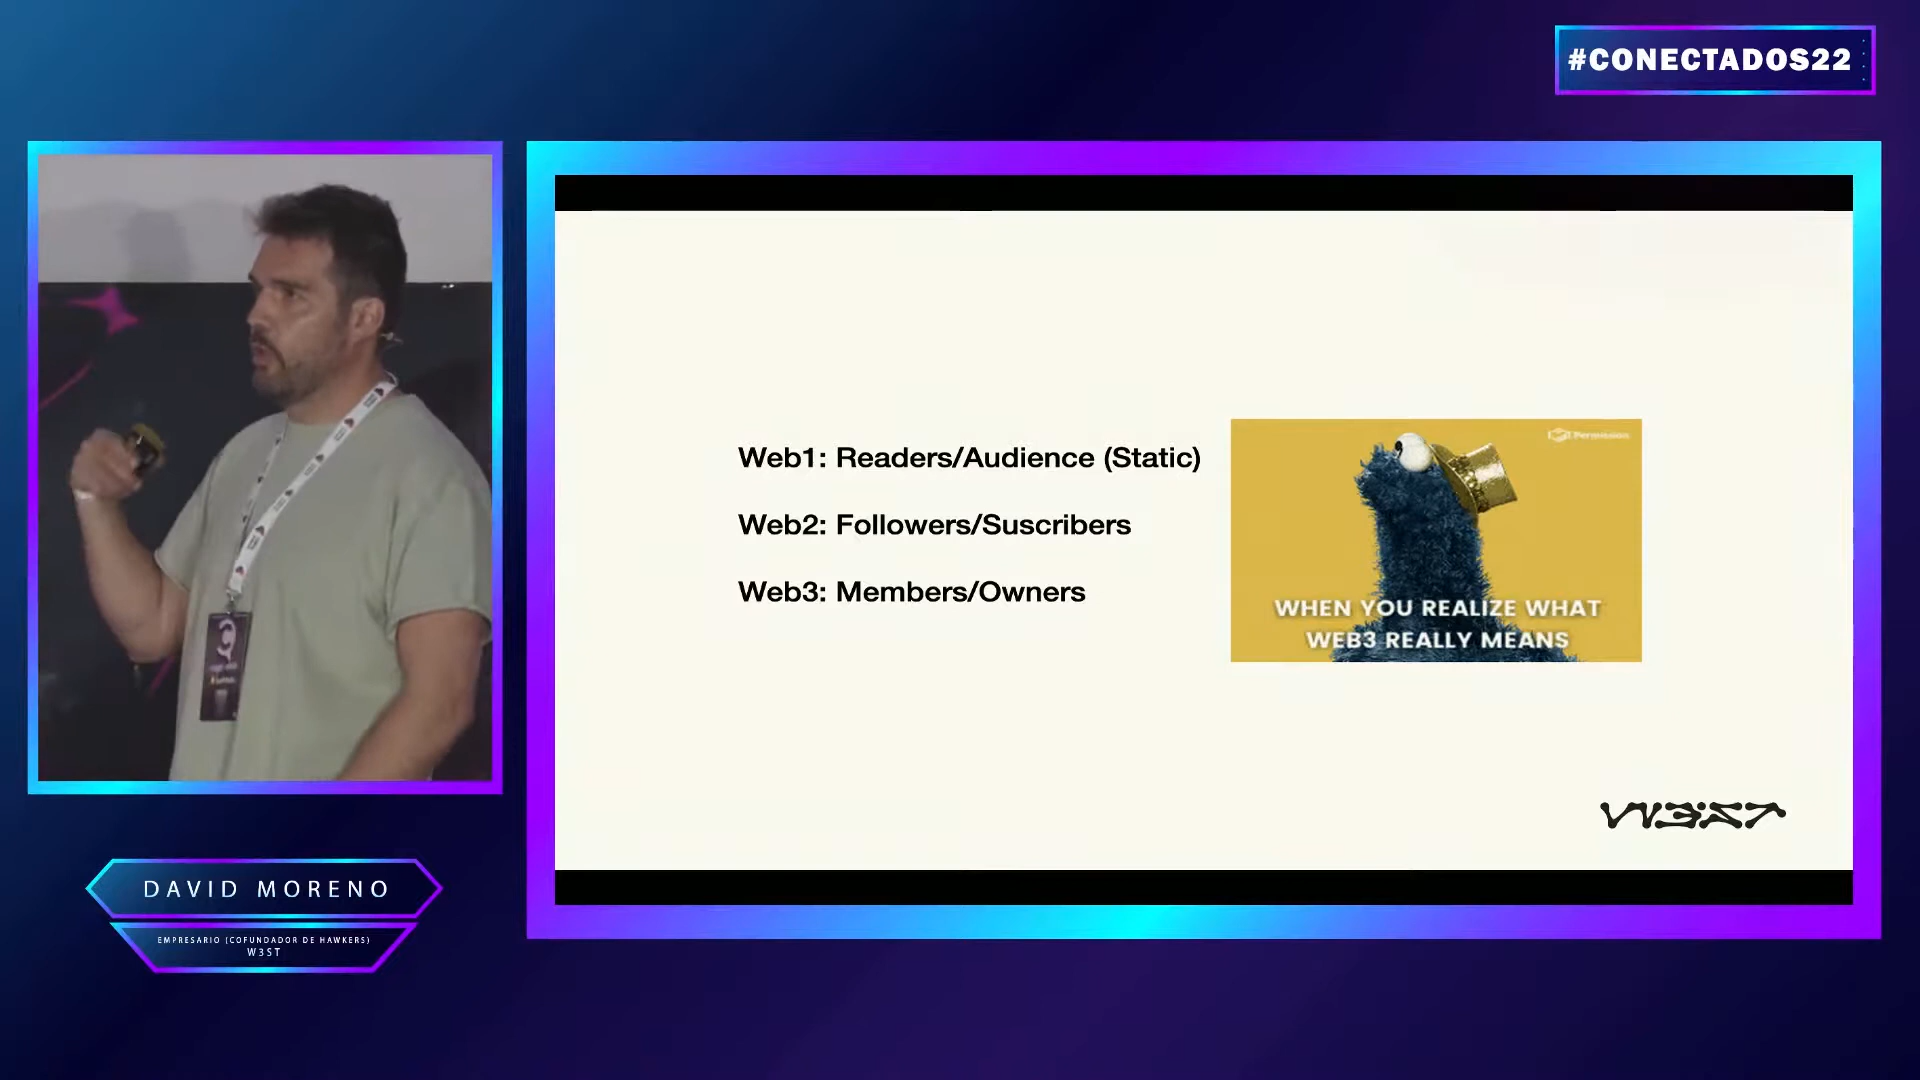 #CONECTADOS22
Web1: Readers/Audience (Static)
Web2: Followers/Suscribers
Web3: Members/Owners
Permission
WHEN YOU REALIZE WHAT
WEB3 REALLY MEANS
W3ST
DAVID MORENO
EMPRESARIO (COFUNDADOR DE HAWKERS)
W3ST